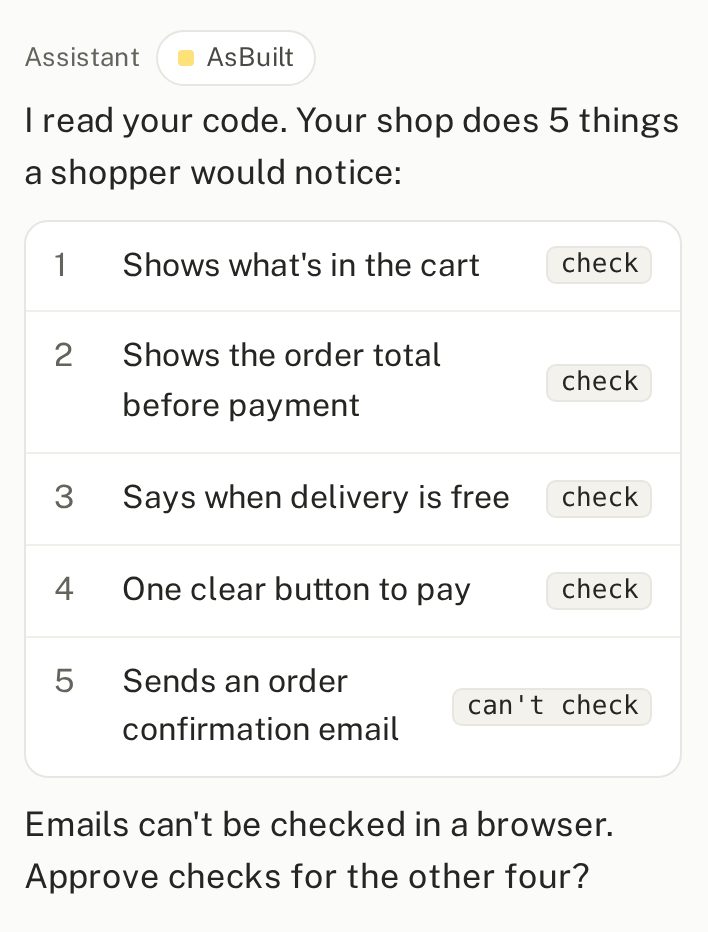 Assistant AsBuilt
I read your code. Your shop does 5 things
a shopper would notice:
1 Shows what's in the cart check
2 Shows the order total
before payment check
3 Says when delivery is free check
4 One clear button to pay check
5 Sends an order
confirmation email can't check
Emails can't be checked in a browser.
Approve checks for the other four?